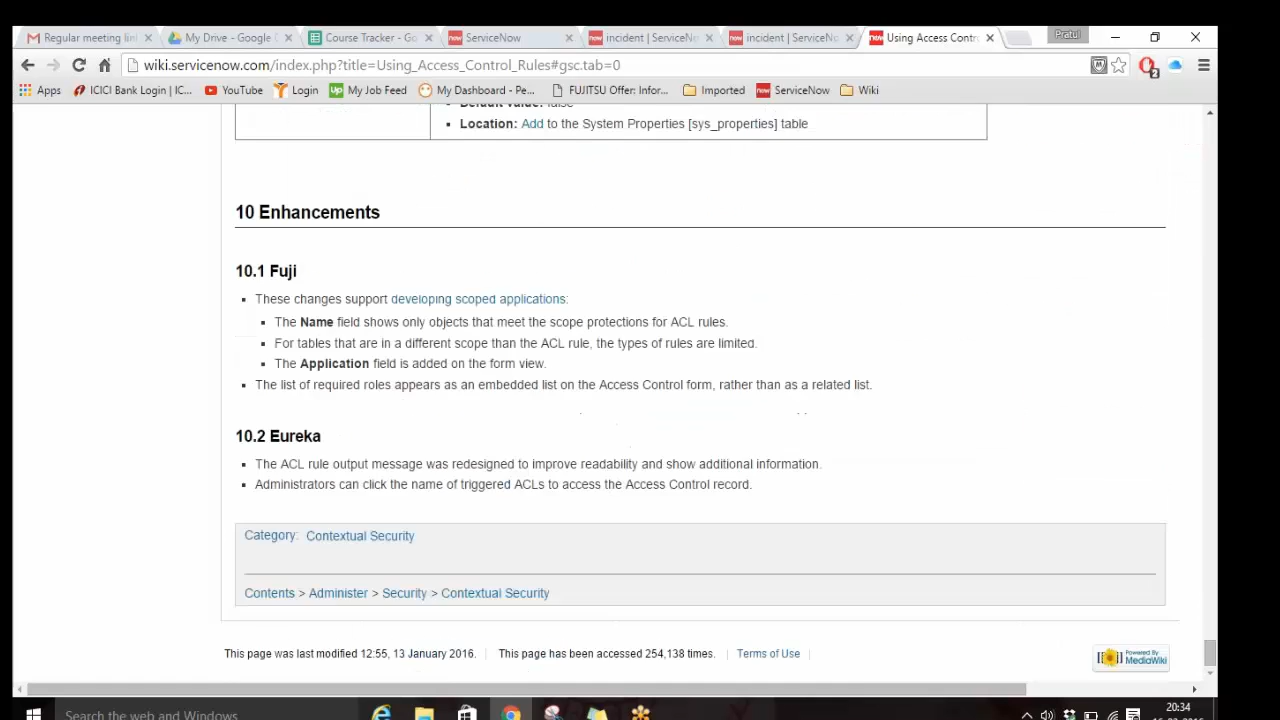 Regular meeting lin
My Drive - Google
Course Tracker - Go
ServiceNow
incident | ServiceNo
incident | ServiceNo
Using Access Contr
Pratul
wiki.servicenow.com/index.php?title=Using_Access_Control_Rules#gsc.tab=0
2
Apps
ICICI Bank Login | IC...
YouTube
Login
My Job Feed
My Dashboard - Pe...
FUJITSU Offer: Infor...
Imported
ServiceNow
Wiki
Default value: false
Location: Add to the System Properties [sys_properties] table
10 Enhancements
10.1 Fuji
These changes support developing scoped applications:
The Name field shows only objects that meet the scope protections for ACL rules.
For tables that are in a different scope than the ACL rule, the types of rules are limited.
The Application field is added on the form view.
The list of required roles appears as an embedded list on the Access Control form, rather than as a related list.
10.2 Eureka
The ACL rule output message was redesigned to improve readability and show additional information.
Administrators can click the name of triggered ACLs to access the Access Control record.
Category: Contextual Security
Contents > Administer > Security > Contextual Security
This page was last modified 12:55, 13 January 2016.
This page has been accessed 254,138 times.
Terms of Use
Powered By
MediaWiki
Search the web and Windows
20:34